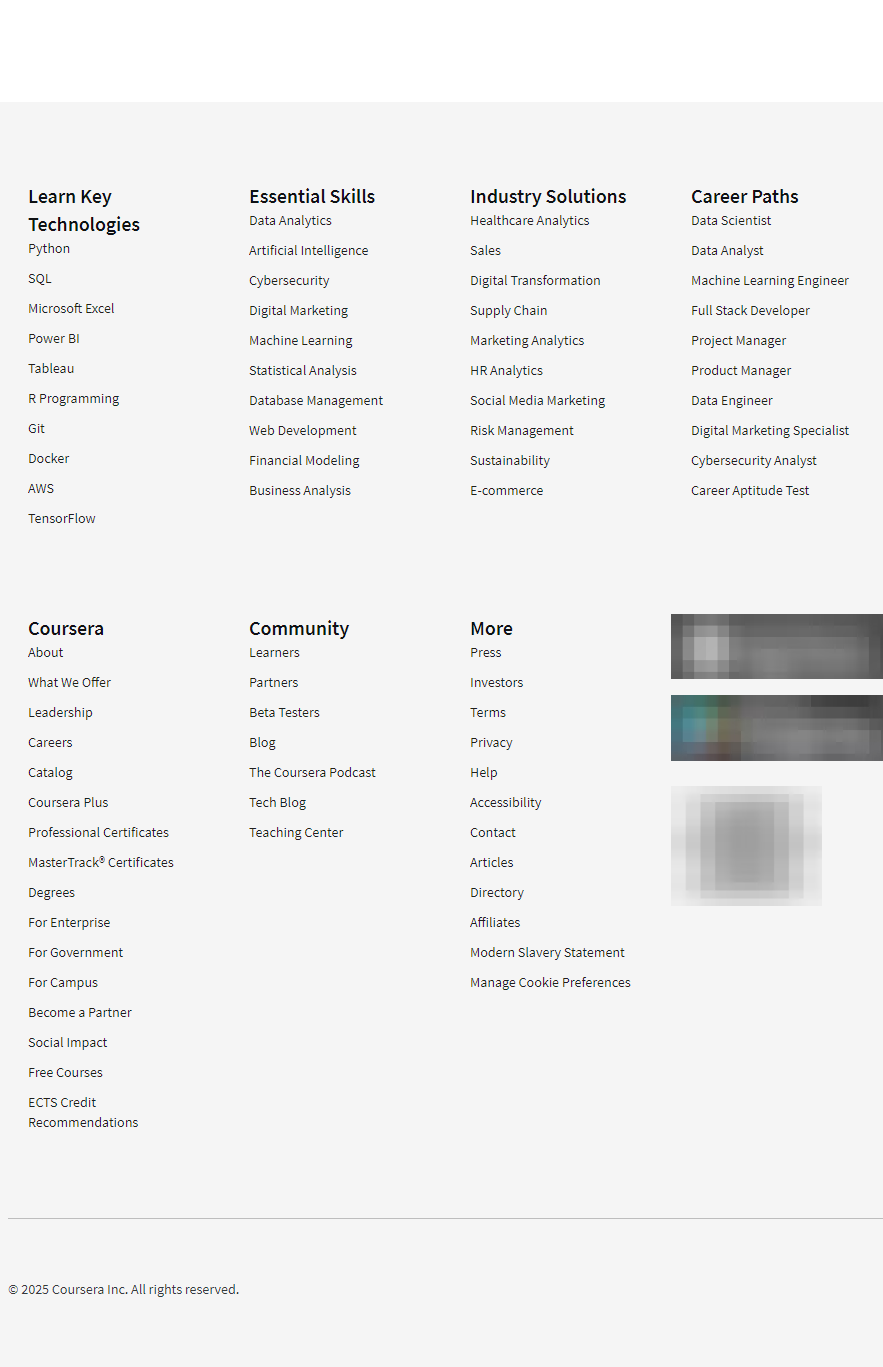 Learn Key
Technologies
Python
SQL
Microsoft Excel
Power BI
Tableau
R Programming
Git
Docker
AWS
TensorFlow
Essential Skills
Data Analytics
Artificial Intelligence
Cybersecurity
Digital Marketing
Machine Learning
Statistical Analysis
Database Management
Web Development
Financial Modeling
Business Analysis
Industry Solutions
Healthcare Analytics
Sales
Digital Transformation
Supply Chain
Marketing Analytics
HR Analytics
Social Media Marketing
Risk Management
Sustainability
E-commerce
Career Paths
Data Scientist
Data Analyst
Machine Learning Engineer
Full Stack Developer
Project Manager
Product Manager
Data Engineer
Digital Marketing Specialist
Cybersecurity Analyst
Career Aptitude Test
Coursera
About
What We Offer
Leadership
Careers
Catalog
Coursera Plus
Professional Certificates
MasterTrack® Certificates
Degrees
For Enterprise
For Government
For Campus
Become a Partner
Social Impact
Free Courses
ECTS Credit
Recommendations
Community
Learners
Partners
Beta Testers
Blog
The Coursera Podcast
Tech Blog
Teaching Center
More
Press
Investors
Terms
Privacy
Help
Accessibility
Contact
Articles
Directory
Affiliates
Modern Slavery Statement
Manage Cookie Preferences
© 2025 Coursera Inc. All rights reserved.